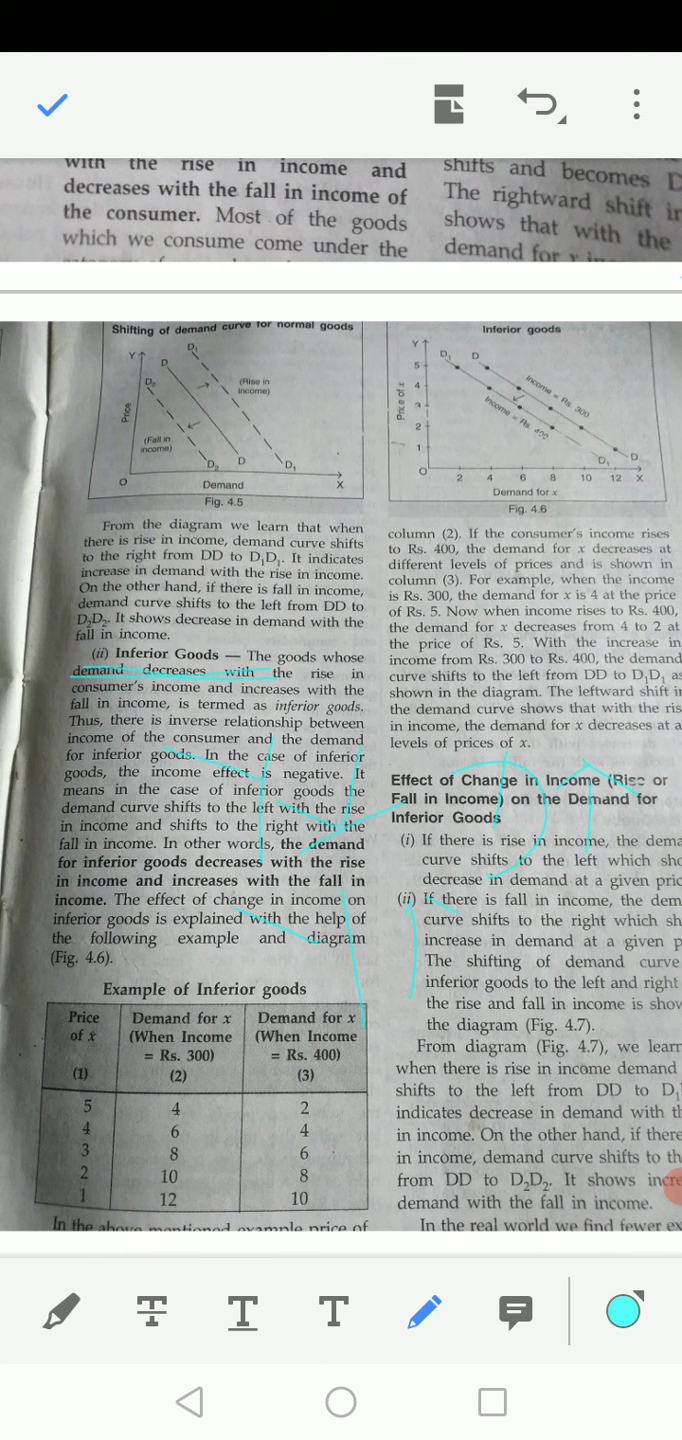 with the rise in income and
decreases with the fall in income of
the consumer. Most of the goods
which we consume come under the
shifts and becomes D
The rightward shift in
shows that with the
demand for x in
Shifting of demand curve for normal goods
Y
D
D1
D2
(Rise in
income)
Price
(Fall in
income)
D2
D
D1
O
Demand
X
Fig. 4.5
From the diagram we learn that when
there is rise in income, demand curve shifts
to the right from DD to D1D1. It indicates
increase in demand with the rise in income.
On the other hand, if there is fall in income,
demand curve shifts to the left from DD to
D2D2. It shows decrease in demand with the
fall in income.
(ii) Inferior Goods — The goods whose
demand decreases with the rise in
consumer's income and increases with the
fall in income, is termed as inferior goods.
Thus, there is inverse relationship between
income of the consumer and the demand
for inferior goods. In the case of inferior
goods, the income effect is negative. It
means in the case of inferior goods the
demand curve shifts to the left with the rise
in income and shifts to the right with the
fall in income. In other words, the demand
for inferior goods decreases with the rise
in income and increases with the fall in
income. The effect of change in income on
inferior goods is explained with the help of
the following example and diagram
(Fig. 4.6).
Example of Inferior goods
Price of x (1) Demand for x (When Income = Rs. 300) (2) Demand for x (When Income = Rs. 400) (3)
5 4 2
4 6 4
3 8 6
2 10 8
1 12 10
In the above mentioned example price of
Inferior goods
Y
D1 D
5
4
3
2
1
Price of x
Income = Rs. 300
Income = Rs. 400
D1
D
O 2 4 6 8 10 12 X
Demand for x
Fig. 4.6
column (2). If the consumer's income rises
to Rs. 400, the demand for x decreases at
different levels of prices and is shown in
column (3). For example, when the income
is Rs. 300, the demand for x is 4 at the price
of Rs. 5. Now when income rises to Rs. 400,
the demand for x decreases from 4 to 2 at
the price of Rs. 5. With the increase in
income from Rs. 300 to Rs. 400, the demand
curve shifts to the left from DD to D1D1 as
shown in the diagram. The leftward shift in
the demand curve shows that with the ris
in income, the demand for x decreases at a
levels of prices of x.
Effect of Change in Income (Rise or
Fall in Income) on the Demand for
Inferior Goods
(i) If there is rise in income, the dema
curve shifts to the left which sho
decrease in demand at a given pric
(ii) If there is fall in income, the dem
curve shifts to the right which sh
increase in demand at a given p
The shifting of demand curve
inferior goods to the left and right
the rise and fall in income is show
the diagram (Fig. 4.7).
From diagram (Fig. 4.7), we learn
when there is rise in income demand
shifts to the left from DD to D1
indicates decrease in demand with th
in income. On the other hand, if there
in income, demand curve shifts to th
from DD to D2D2. It shows incre
demand with the fall in income.
In the real world we find fewer ex
T
T
T